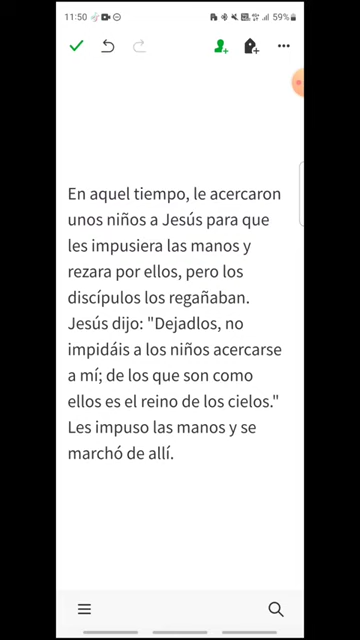 11:50
59%
En aquel tiempo, le acercaron
unos niños a Jesús para que
les impusiera las manos y
rezara por ellos, pero los
discípulos los regañaban.
Jesús dijo: "Dejadlos, no
impidáis a los niños acercarse
a mí; de los que son como
ellos es el reino de los cielos."
Les impuso las manos y se
marchó de allí.